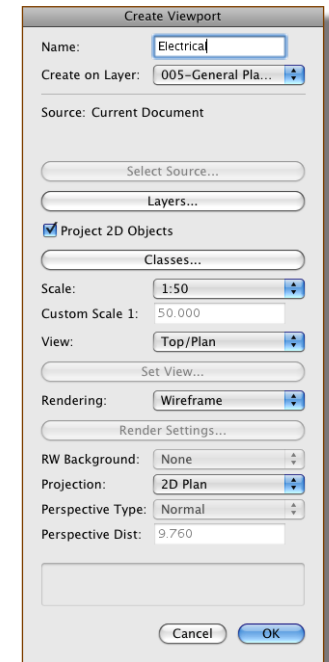 Create Viewport
Name: Electrical
Create on Layer: 005-General Pla...
Source: Current Document
Select Source...
Layers...
Project 2D Objects
Classes...
Scale: 1:50
Custom Scale 1: 50.000
View: Top/Plan
Set View...
Rendering: Wireframe
Render Settings...
RW Background: None
Projection: 2D Plan
Perspective Type: Normal
Perspective Dist: 9.760
Cancel OK